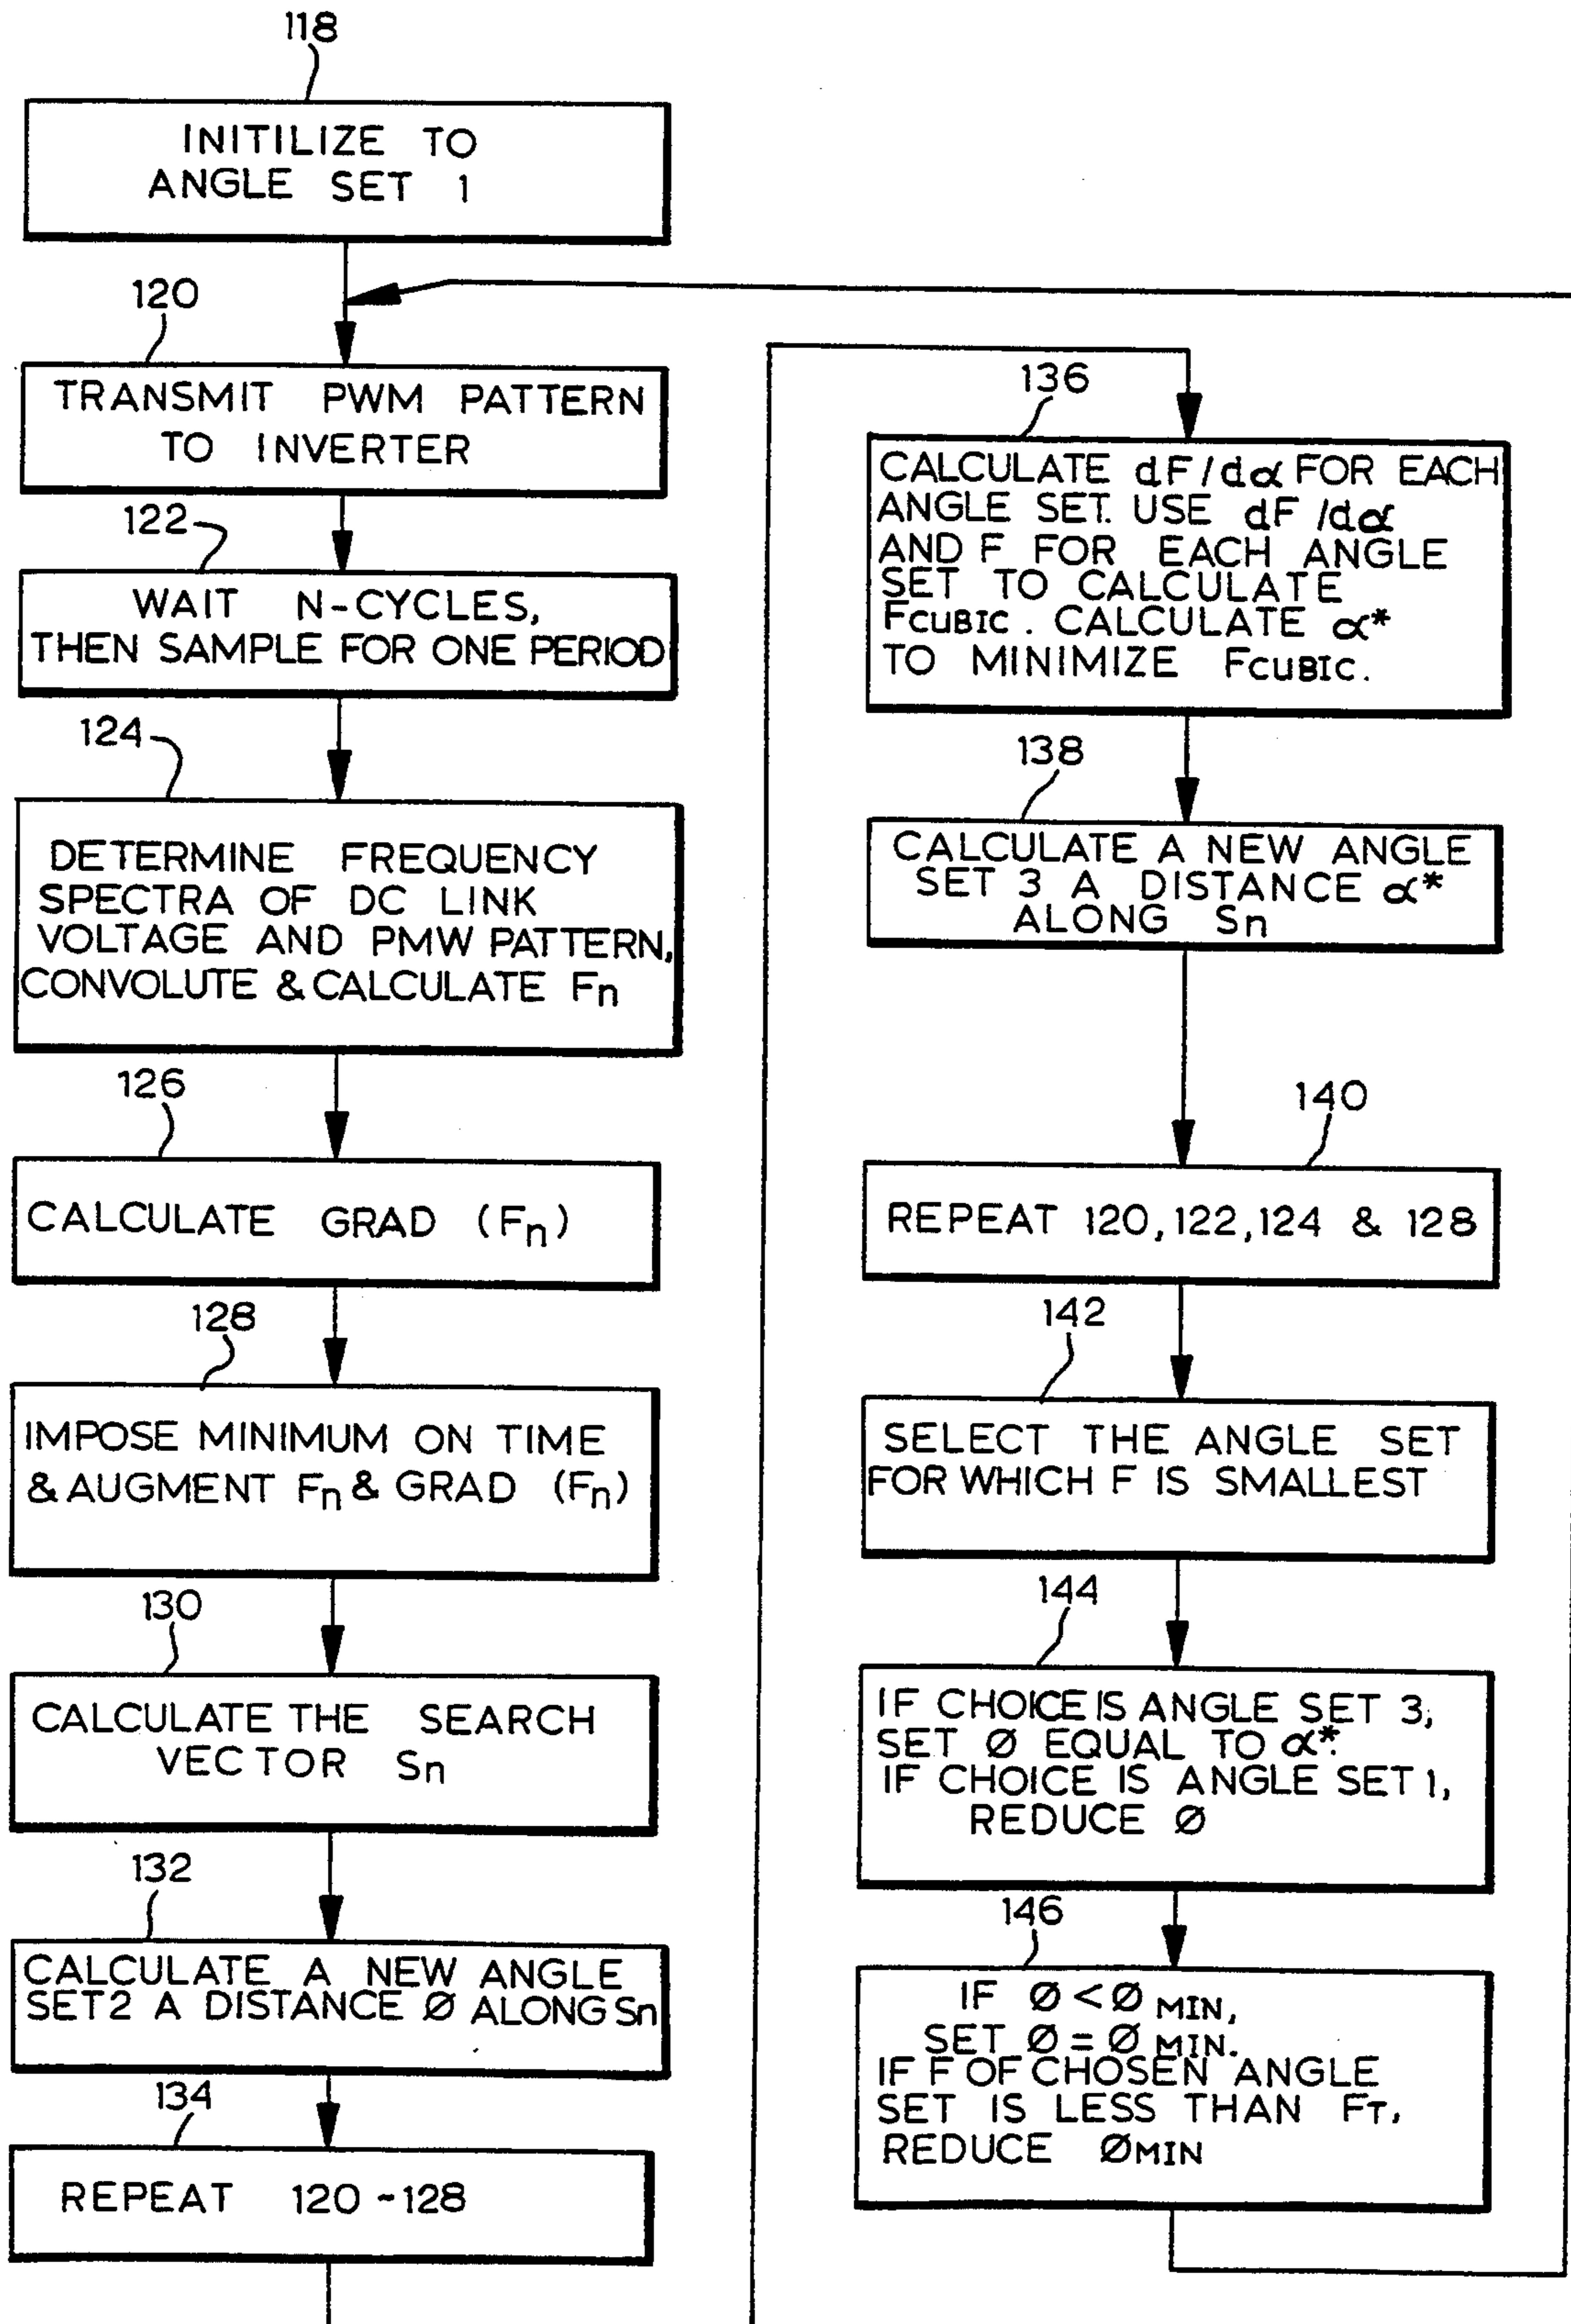 118
INITILIZE TO
ANGLE SET 1
120
TRANSMIT PWM PATTERN
TO INVERTER
122
WAIT N-CYCLES,
THEN SAMPLE FOR ONE PERIOD
124
DETERMINE FREQUENCY
SPECTRA OF DC LINK
VOLTAGE AND PMW PATTERN,
CONVOLUTE & CALCULATE Fn
126
CALCULATE GRAD (Fn)
128
IMPOSE MINIMUM ON TIME
& AUGMENT Fn & GRAD (Fn)
130
CALCULATE THE SEARCH
VECTOR Sn
132
CALCULATE A NEW ANGLE
SET2 A DISTANCE Ø ALONG Sn
134
REPEAT 120-128
136
CALCULATE dF/dα FOR EACH
ANGLE SET. USE dF/dα
AND F FOR EACH ANGLE
SET TO CALCULATE
FCUBIC. CALCULATE α*
TO MINIMIZE FCUBIC.
138
CALCULATE A NEW ANGLE
SET 3 A DISTANCE α*
ALONG Sn
140
REPEAT 120,122,124 & 128
142
SELECT THE ANGLE SET
FOR WHICH F IS SMALLEST
144
IF CHOICE IS ANGLE SET 3,
SET Ø EQUAL TO α*.
IF CHOICE IS ANGLE SET 1,
REDUCE Ø
146
IF Ø < Ø MIN,
SET Ø = Ø MIN.
IF F OF CHOSEN ANGLE
SET IS LESS THAN FT,
REDUCE ØMIN